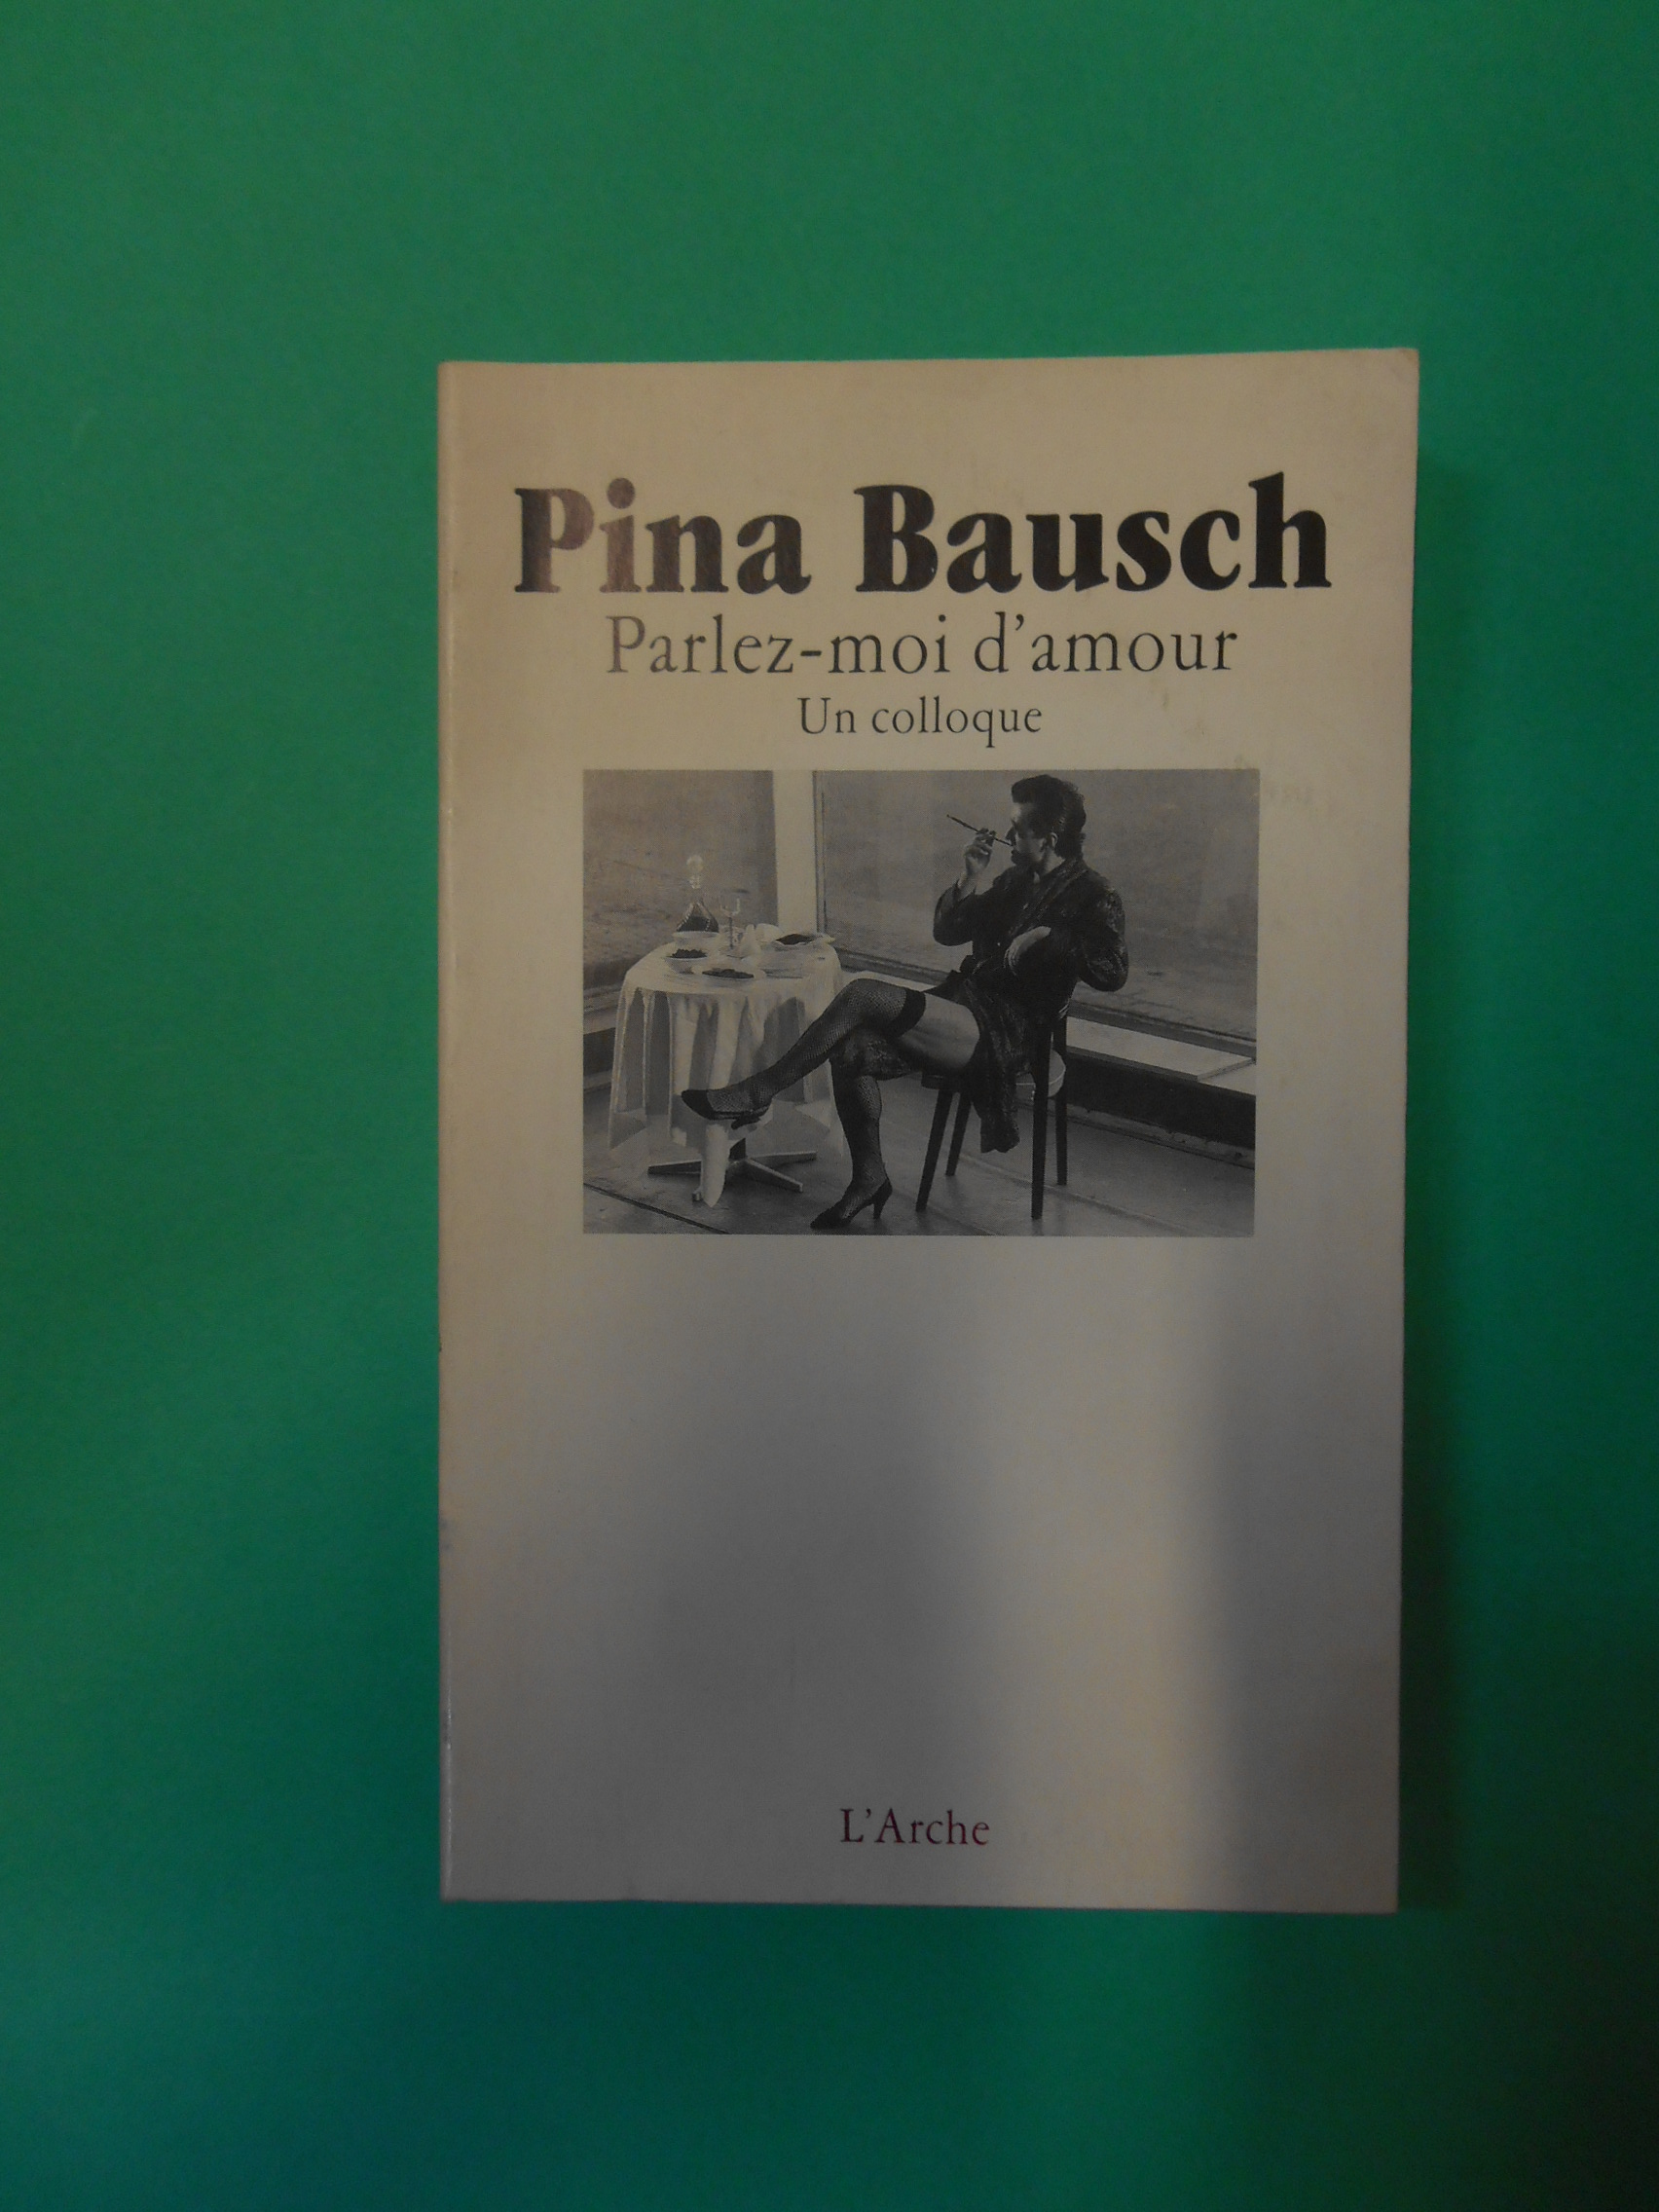 Pina Bausch
Parlez-moi d'amour
Un colloque
L'Arche